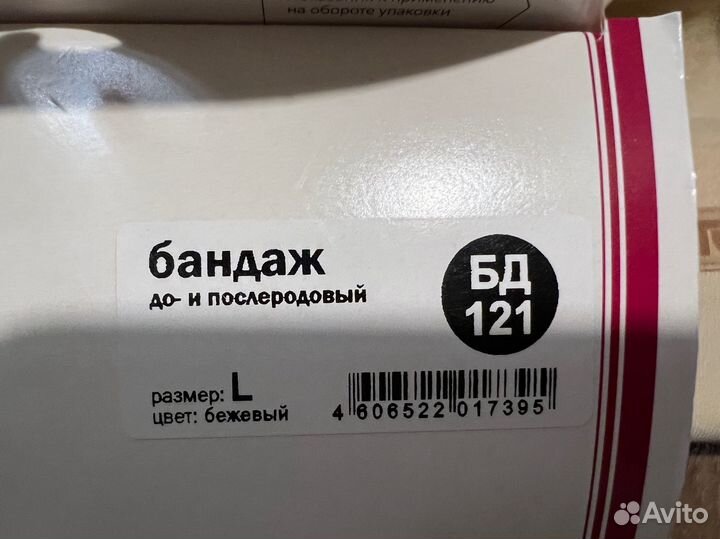 на обороте упаковки
бандаж
до- и послеродовый
БД
121
размер: L
цвет: бежевый
4 606522 017395
Avito